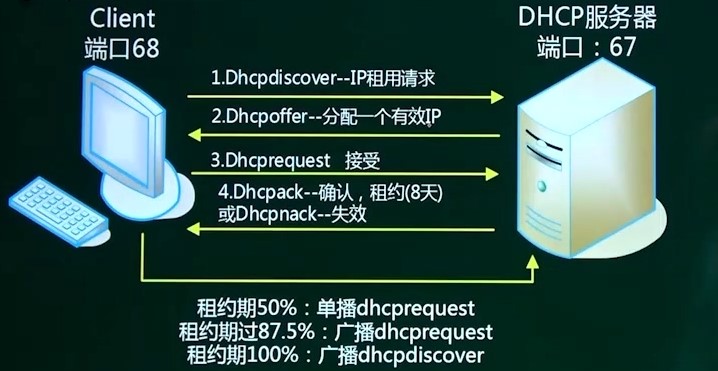 Client
端口68
DHCP服务器
端口：67
1.Dhcpdiscover--IP租用请求
2.Dhcpoffer--分配一个有效IP
3.Dhcprequest 接受
4.Dhcpack--确认，租约(8天)
或Dhcpnack--失效
租约期50%：单播dhcprequest
租约期过87.5%：广播dhcprequest
租约期100%：广播dhcpdiscover